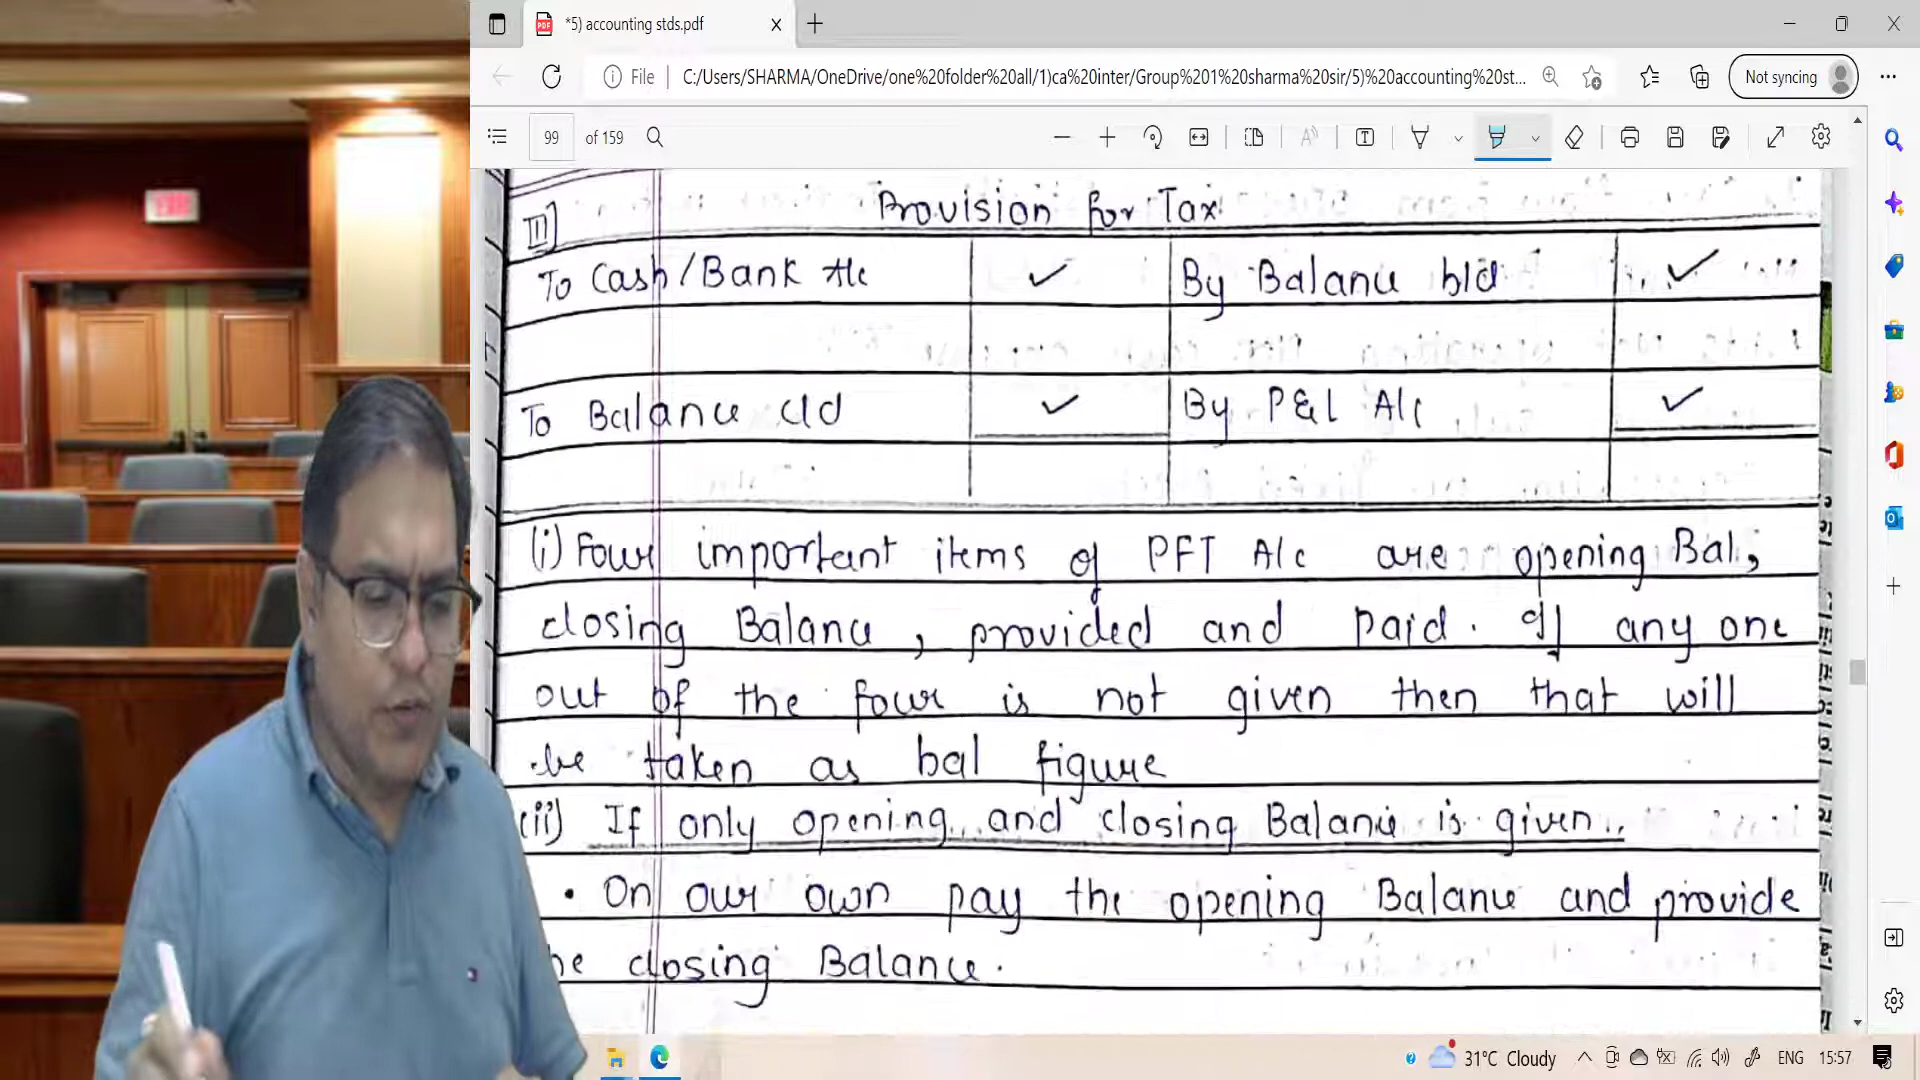 *5) accounting stds.pdf
File
C:/Users/SHARMA/OneDrive/one%20folder%20all/1)ca%20inter/Group%201%20sharma%20sir/5)%20accounting%20st...
Not syncing
99 of 159
III] Provision for Tax
To Cash/Bank A/c By Balance b/d
To Balance c/d By P&L A/c
(i) Four important items of PFT A/c are opening Bal,
closing Balance, provided and Paid. If any one
out of the four is not given then that will
be taken as bal figure
(ii) If only opening and closing Balance is given.
• On our own pay the opening Balance and provide
he closing Balance.
31°C Cloudy
ENG 15:57